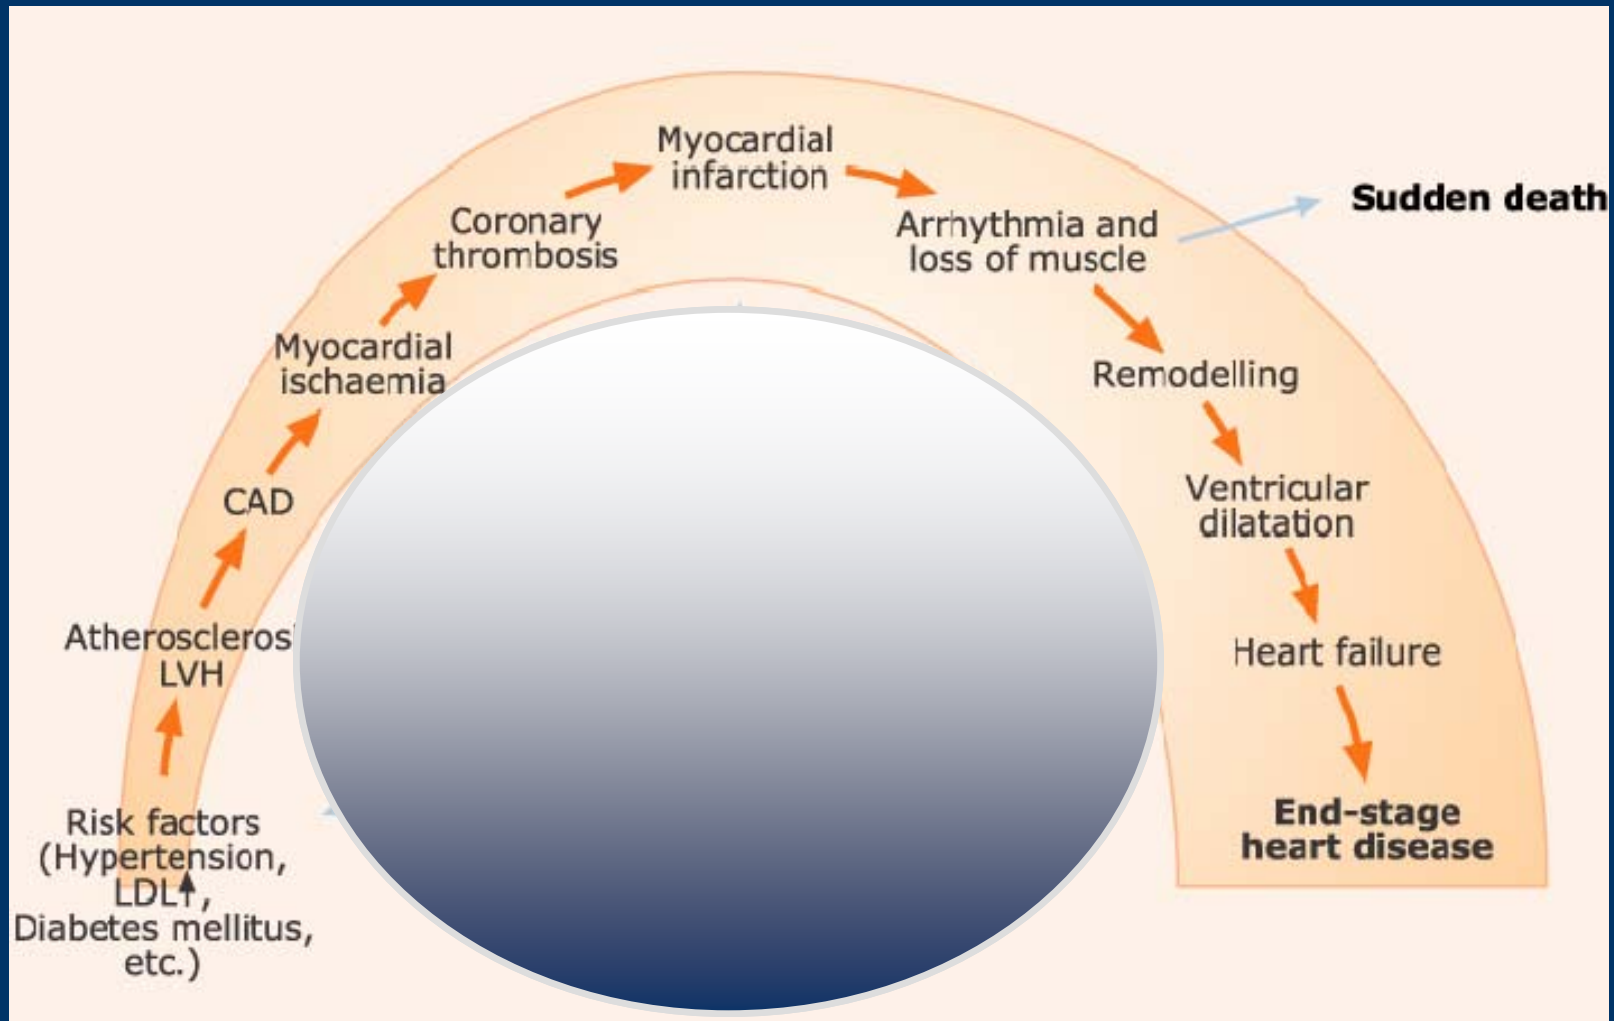 Myocardial
infarction
Coronary
thrombosis
Arrhythmia and
loss of muscle
Sudden death
Myocardial
ischaemia
Remodelling
CAD
Ventricular
dilatation
Atheroscleros
LVH
Heart failure
Risk factors
(Hypertension,
LDL↑,
Diabetes mellitus,
etc.)
End-stage
heart disease